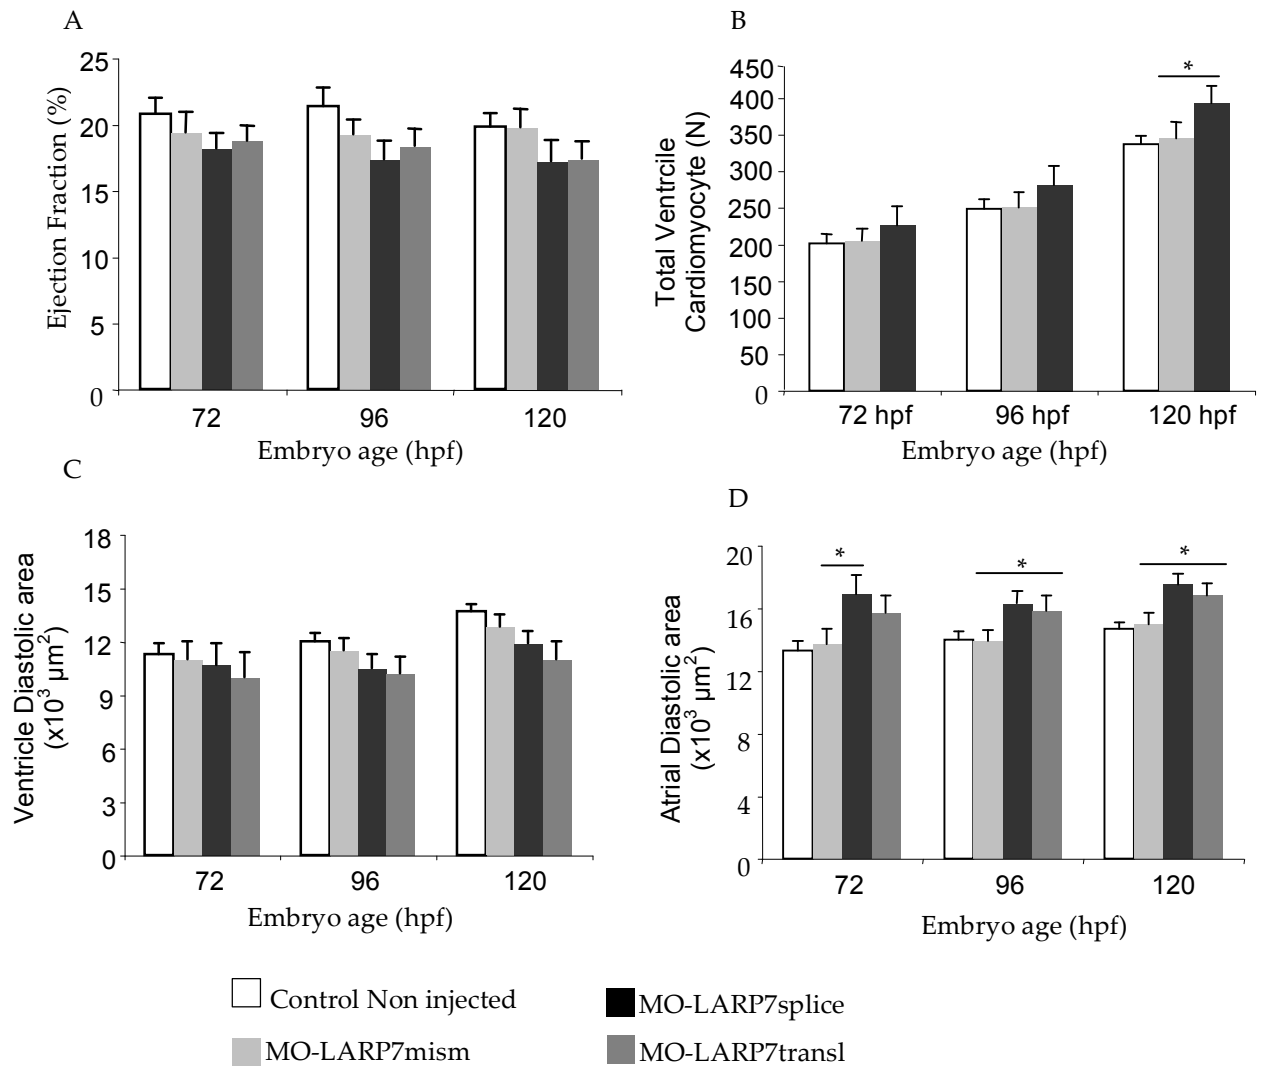 A
25
20
15
10
5
0
Ejection Fraction (%)
72
96
120
Embryo age (hpf)
B
450
400
350
300
250
200
150
100
50
0
Total Ventrcile
Cardiomyocyte (N)
*
72 hpf
96 hpf
120 hpf
Embryo age (hpf)
C
18
15
12
9
6
3
0
Ventricle Diastolic area
(x10³ µm²)
72
96
120
Embryo age (hpf)
D
20
16
12
8
4
0
Atrial Diastolic area
(x10³ µm²)
*
*
*
72
96
120
Embryo age (hpf)
Control Non injected
MO-LARP7splice
MO-LARP7mism
MO-LARP7transl